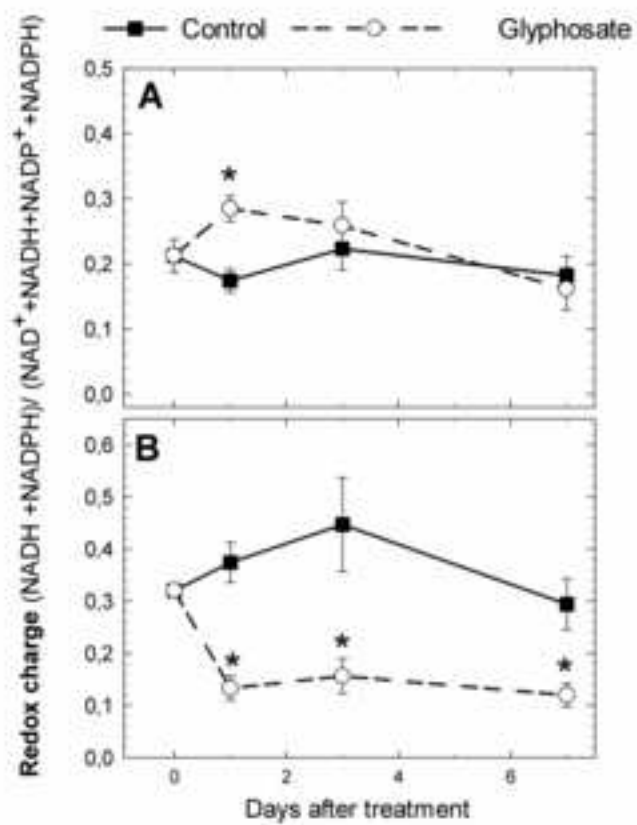 Control Glyphosate
Redox charge (NADH +NADPH)/ (NAD⁺+NADH+NADP⁺+NADPH)
A
0,5
0,4
★
0,3
0,2
0,1
0,0
B
0,6
0,5
0,4
0,3
0,2
★ ★ ★
0,1
0,0
0 2 4 6
Days after treatment